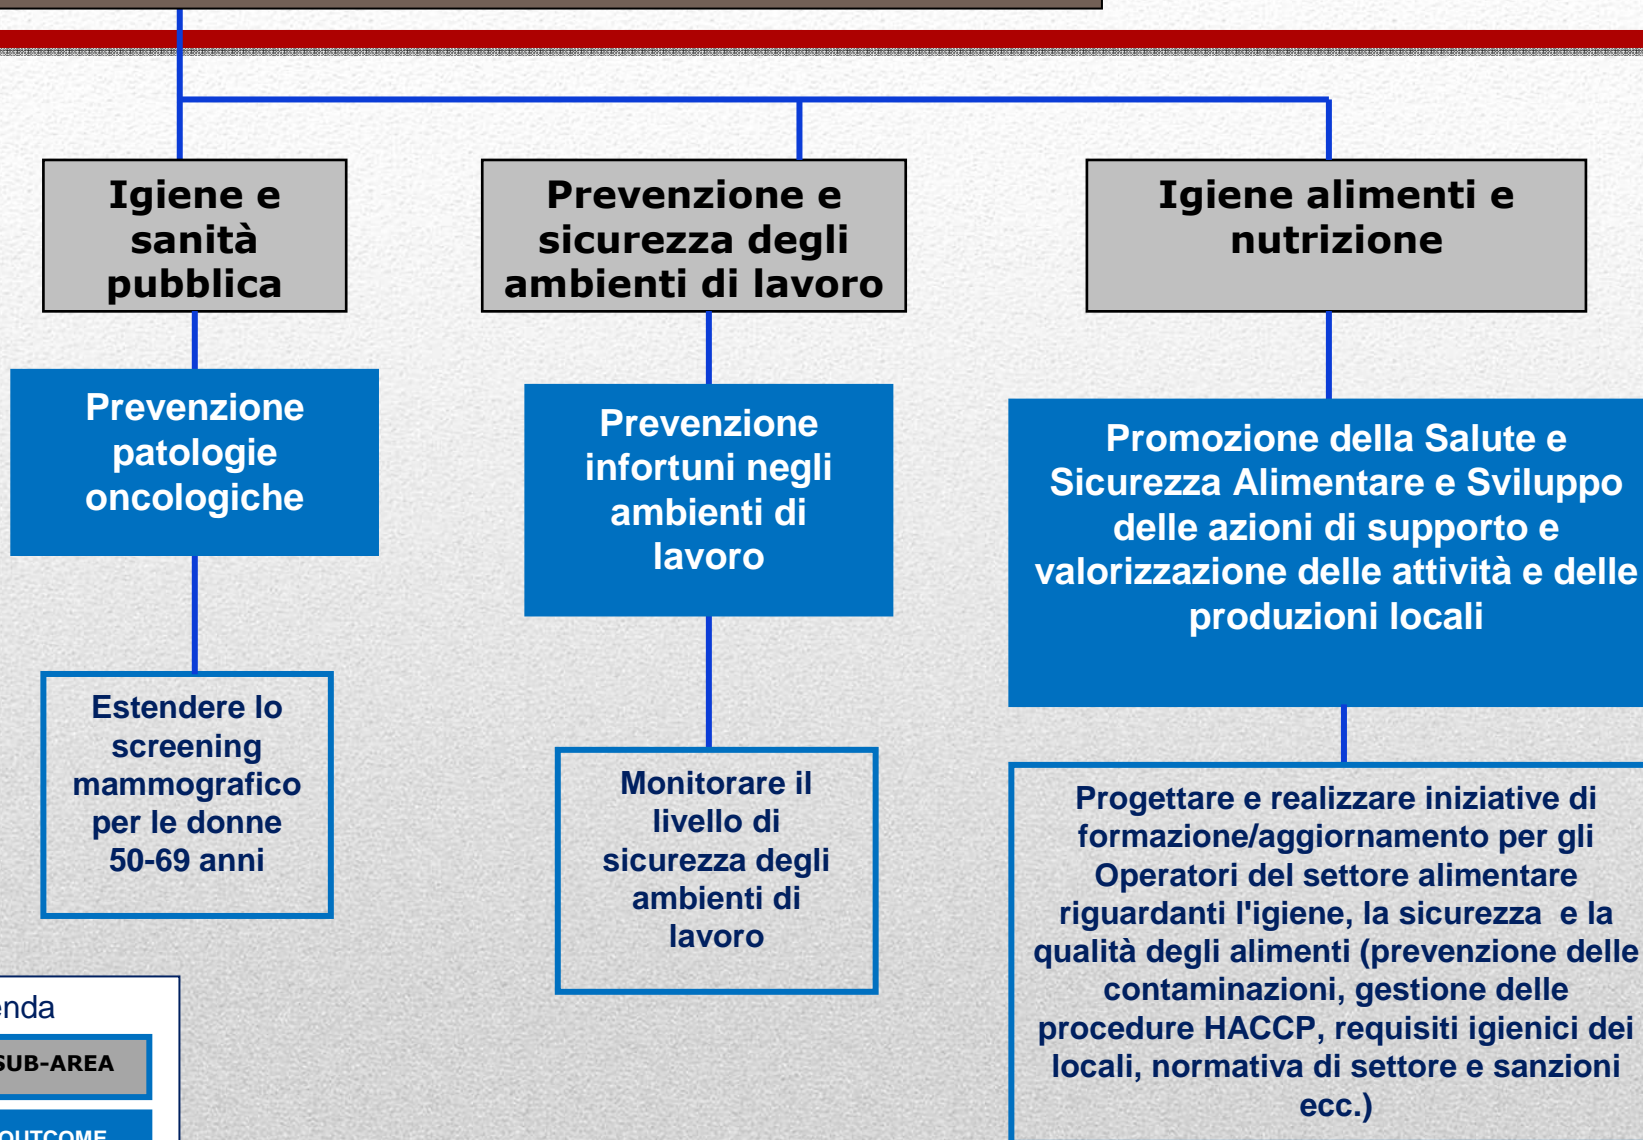 Igiene e
sanità
pubblica
Prevenzione e
sicurezza degli
ambienti di lavoro
Igiene alimenti e
nutrizione
Prevenzione
patologie
oncologiche
Prevenzione
infortuni negli
ambienti di
lavoro
Promozione della Salute e
Sicurezza Alimentare e Sviluppo
delle azioni di supporto e
valorizzazione delle attività e delle
produzioni locali
Estendere lo
screening
mammografico
per le donne
50-69 anni
Monitorare il
livello di
sicurezza degli
ambienti di
lavoro
Progettare e realizzare iniziative di
formazione/aggiornamento per gli
Operatori del settore alimentare
riguardanti l'igiene, la sicurezza e la
qualità degli alimenti (prevenzione delle
contaminazioni, gestione delle
procedure HACCP, requisiti igienici dei
locali, normativa di settore e sanzioni
ecc.)
enda
SUB-AREA
OUTCOME